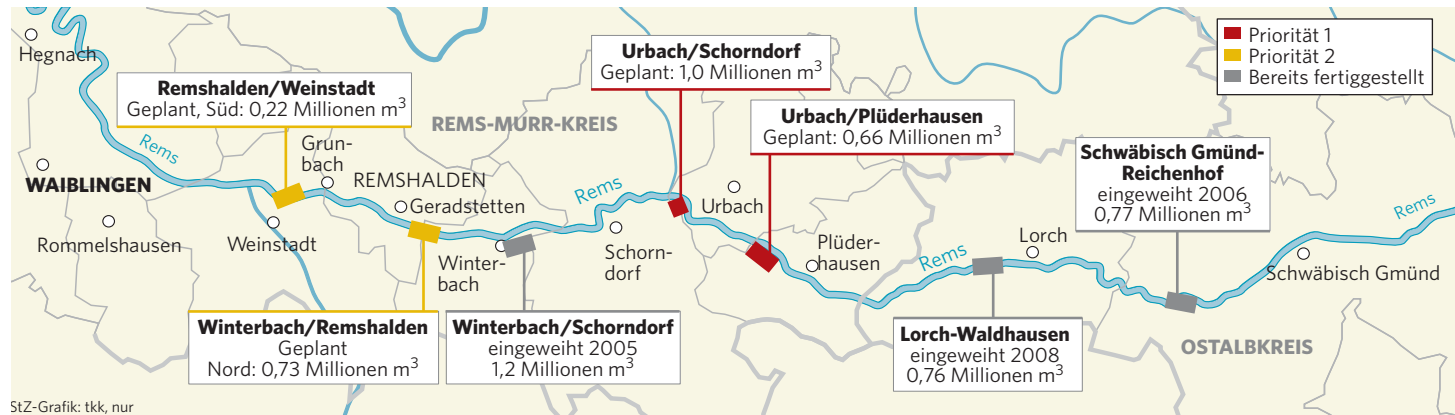 Hegnach
Priorität 1
Priorität 2
Bereits fertiggestellt
Urbach/Schorndorf
Geplant: 1,0 Millionen m³
Remshalden/Weinstadt
Geplant, Süd: 0,22 Millionen m³
Urbach/Plüderhausen
Geplant: 0,66 Millionen m³
REMS-MURR-KREIS
Schwäbisch Gmünd-
Reichenhof
eingeweiht 2006
0,77 Millionen m³
Rems
Grun-
bach
WAIBLINGEN
REMSHALDEN
Geradstetten
Rems
Urbach
Rems
Rommelshausen
Weinstadt
Winter-
bach
Schorn-
dorf
Plüder-
hausen
Rems
Lorch
Schwäbisch Gmünd
Winterbach/Remshalden
Geplant
Nord: 0,73 Millionen m³
Winterbach/Schorndorf
eingeweiht 2005
1,2 Millionen m³
Lorch-Waldhausen
eingeweiht 2008
0,76 Millionen m³
OSTALBKREIS
StZ-Grafik: tkk, nur